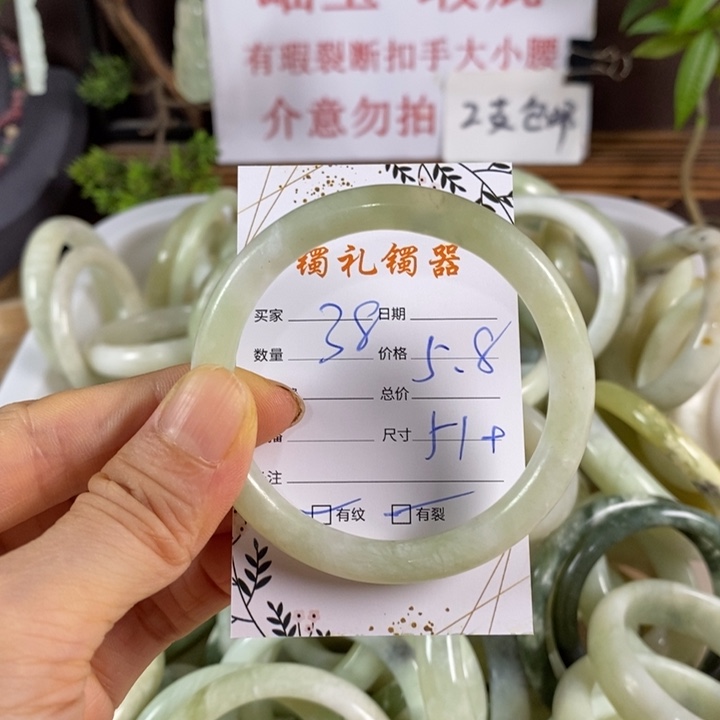 有瑕裂断扣手大小腰
介意勿拍
2支包邮
镯礼镯器
买家 38 日期
数量 价格 5.8
总价
尺寸 51+
注
有纹 有裂